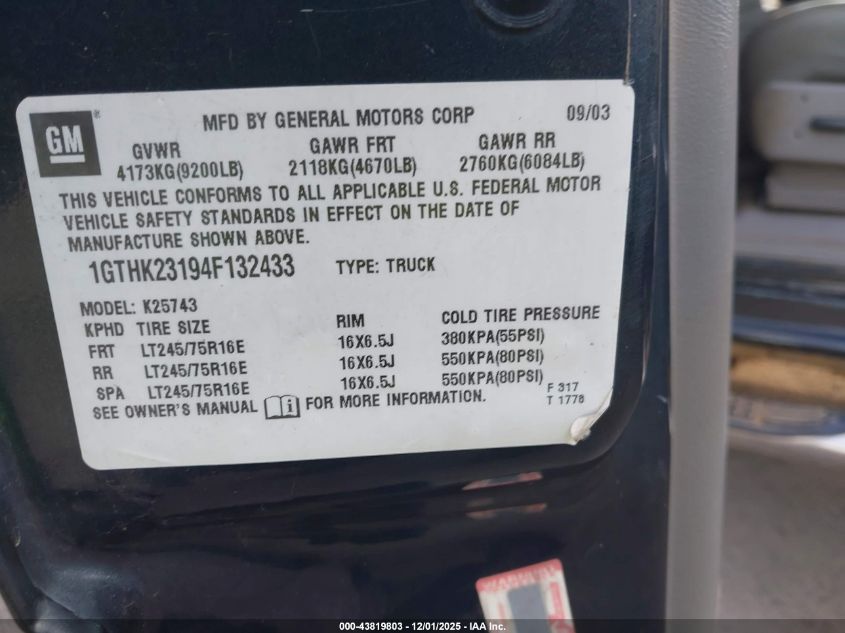 GM
MFD BY GENERAL MOTORS CORP 09/03
GVWR GAWR FRT GAWR RR
4173KG(9200LB) 2118KG(4670LB) 2760KG(6084LB)
THIS VEHICLE CONFORMS TO ALL APPLICABLE U.S. FEDERAL MOTOR
VEHICLE SAFETY STANDARDS IN EFFECT ON THE DATE OF
MANUFACTURE SHOWN ABOVE.
1GTHK23194F132433 TYPE: TRUCK
MODEL: K25743
KPHD TIRE SIZE RIM COLD TIRE PRESSURE
FRT LT245/75R16E 16X6.5J 380KPA(55PSI)
RR LT245/75R16E 16X6.5J 550KPA(80PSI)
SPA LT245/75R16E 16X6.5J 550KPA(80PSI)
SEE OWNER'S MANUAL i FOR MORE INFORMATION.
F 317
T 1778
WARNING
000-43819803 - 12/01/2025 - IAAI.COM